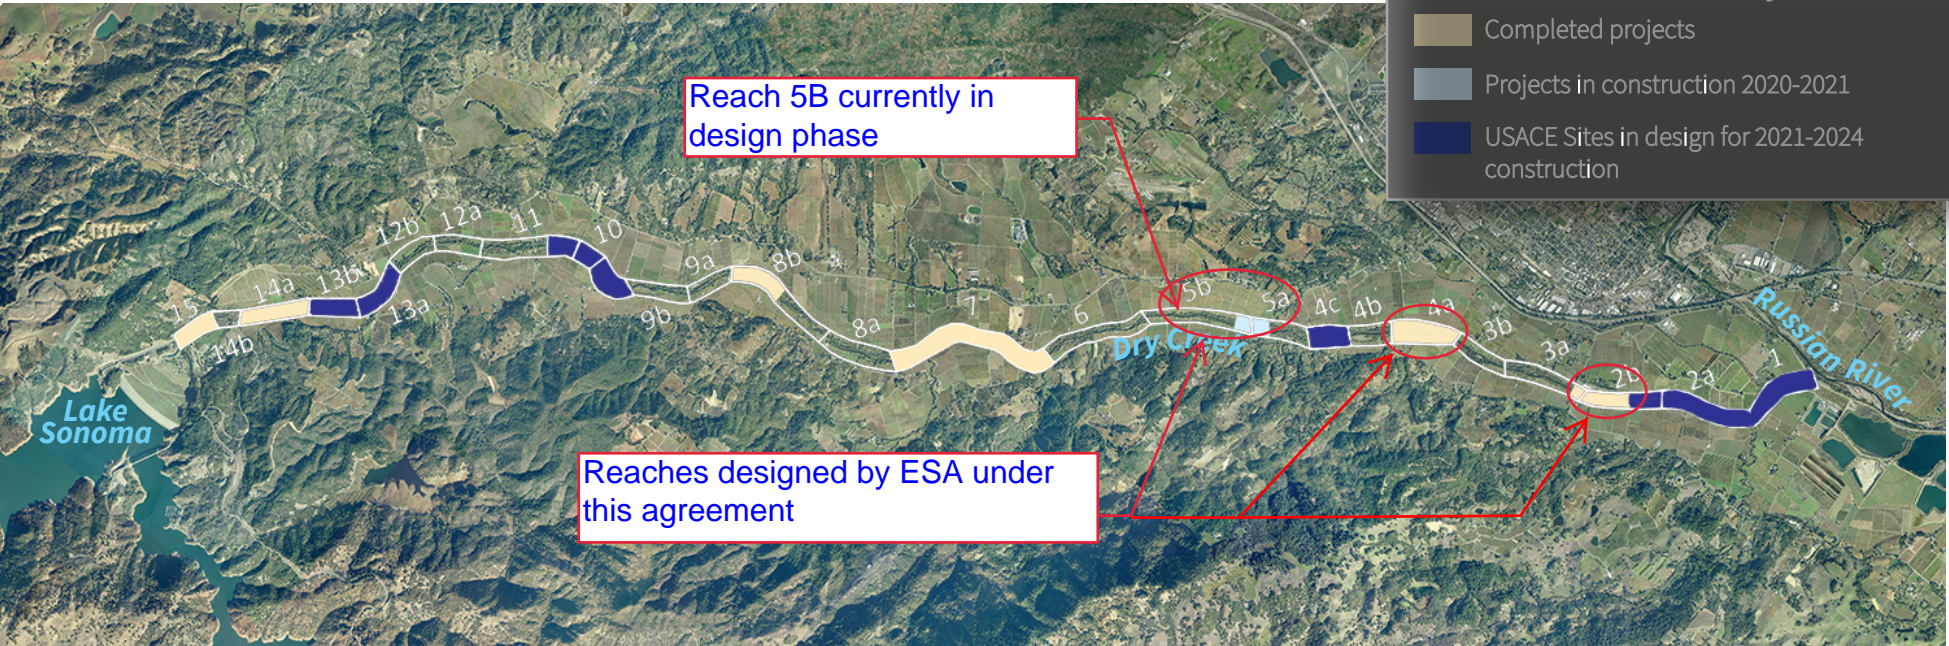 Completed projects
Projects in construction 2020-2021
USACE Sites in design for 2021-2024
construction
Reach 5B currently in
design phase
15
14b
14a
13b
13a
12b
12a
11
10
9b
9a
8b
8a
7
6
5b
5a
4c
4b
4a
3b
3a
2b
2a
1
Dry Creek
Russian River
Lake
Sonoma
Reaches designed by ESA under
this agreement